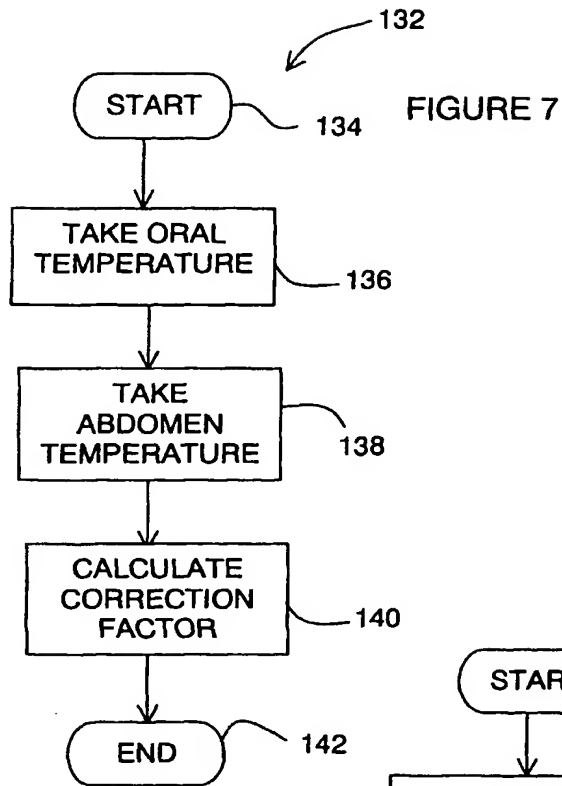 132
START
134
FIGURE 7
TAKE ORAL
TEMPERATURE
136
TAKE
ABDOMEN
TEMPERATURE
138
CALCULATE
CORRECTION
FACTOR
140
END
142
STAR